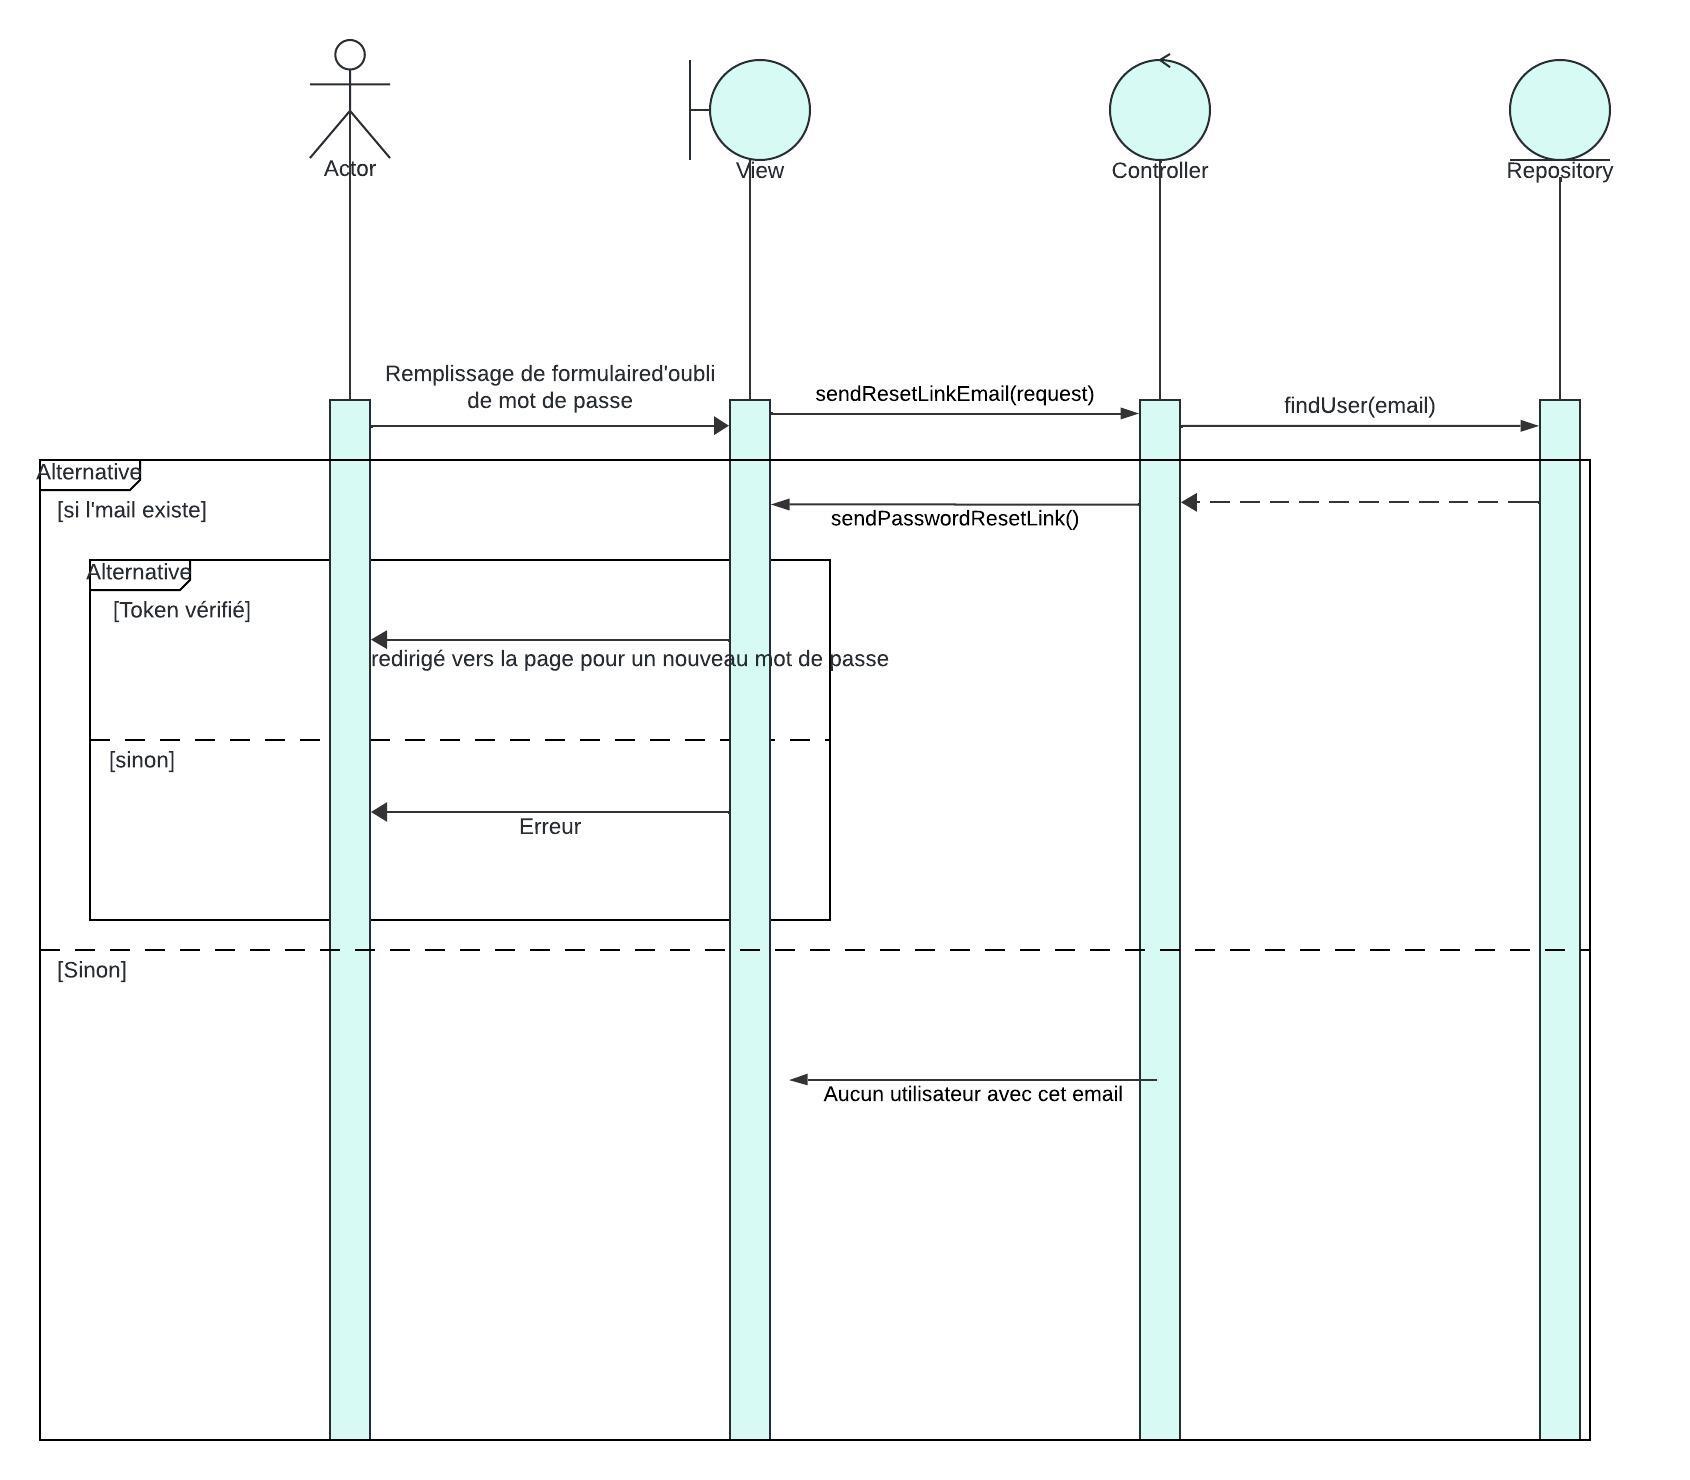 Actor
View
Controller
Repository
Remplissage de formulaired'oubli
de mot de passe
sendResetLinkEmail(request)
findUser(email)
Alternative
[si l'mail existe]
sendPasswordResetLink()
Alternative
[Token vérifié]
redirigé vers la page pour un nouveau mot de passe
[sinon]
Erreur
[Sinon]
Aucun utilisateur avec cet email